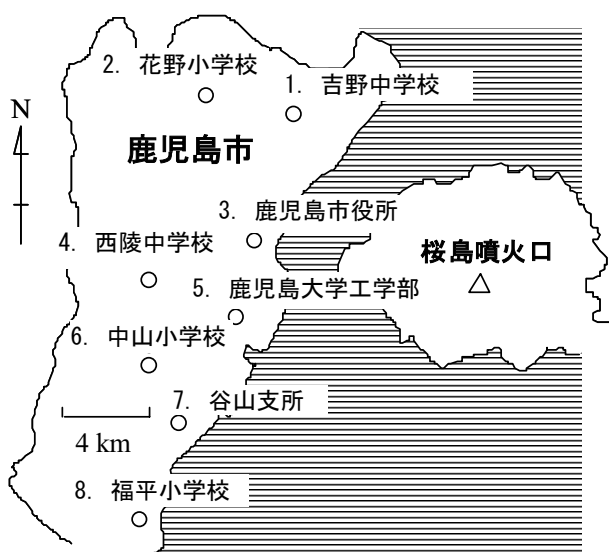 2. 花野小学校
1. 吉野中学校
N
鹿児島市
3. 鹿児島市役所
4. 西陵中学校
桜島噴火口
5. 鹿児島大学工学部
6. 中山小学校
7. 谷山支所
4 km
8. 福平小学校